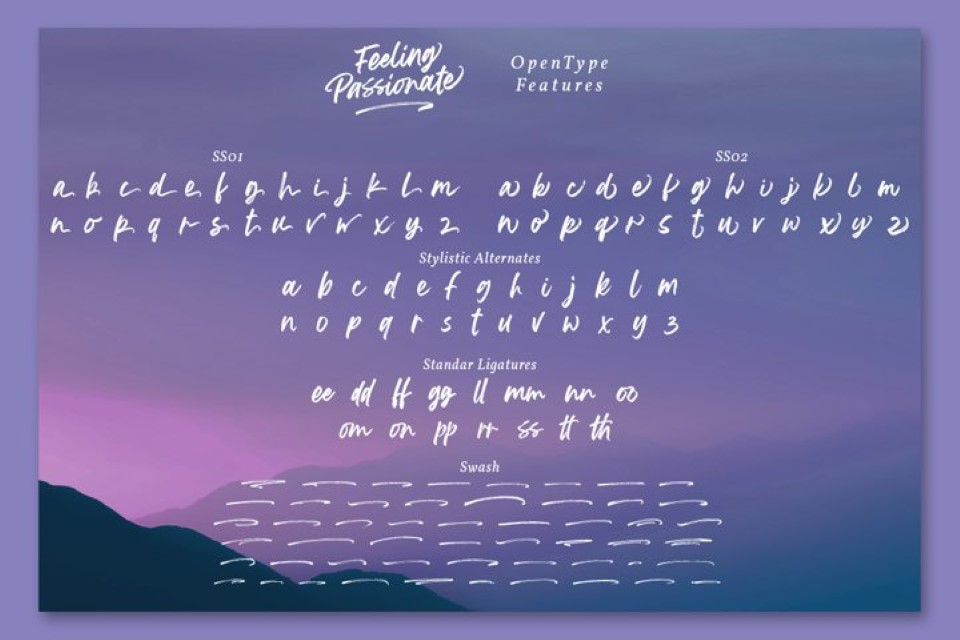 Feeling
Passionate
OpenType
Features
SS01
a b c d e f g h i j k l m
n o p q r s t u v w x y z
SS02
a b c d e f g h i j k l m
n o p q r s t u v w x y z
Stylistic Alternates
a b c d e f g h i j k l m
n o p q r s t u v w x y z
Standar Ligatures
ee dd ff gg ll mm nn oo
om on pp rr ss tt th
Swash